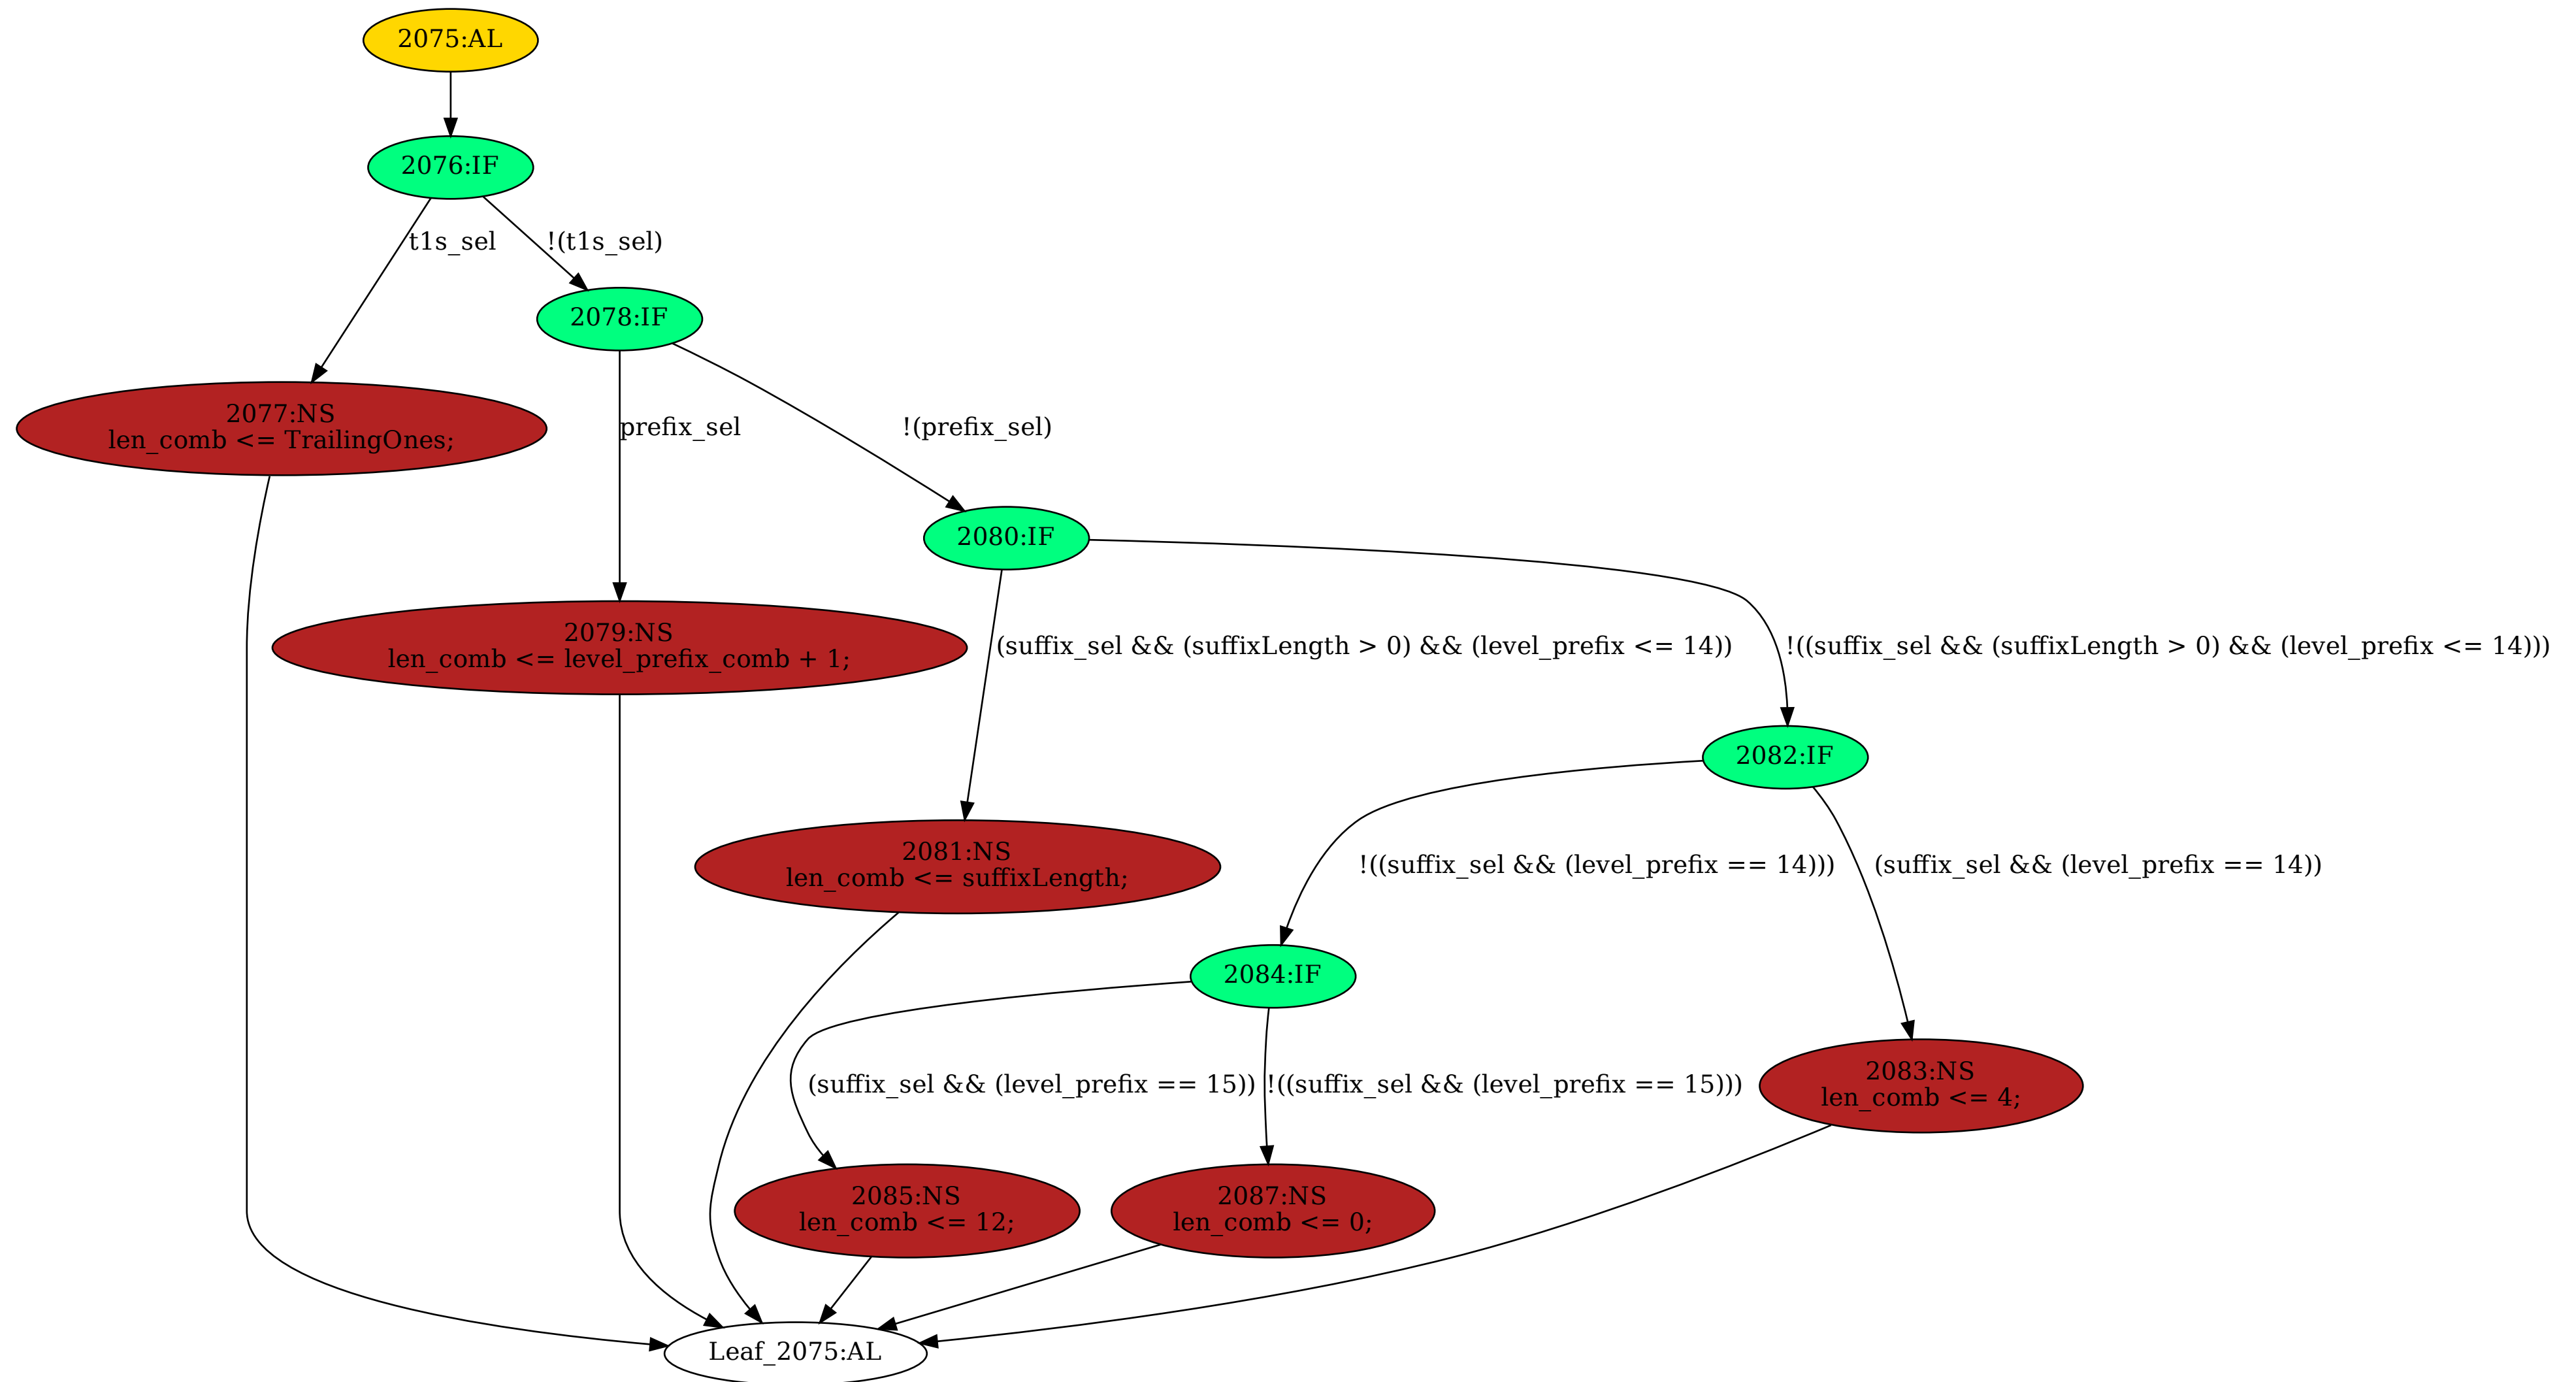 2075:AL
2076:IF
t1s_sel
!(t1s_sel)
2078:IF
2077:NS
len_comb <= TrailingOnes;
prefix_sel
!(prefix_sel)
2080:IF
2079:NS
len_comb <= level_prefix_comb + 1;
(suffix_sel && (suffixLength > 0) && (level_prefix <= 14))
!((suffix_sel && (suffixLength > 0) && (level_prefix <= 14)))
2082:IF
2081:NS
len_comb <= suffixLength;
!((suffix_sel && (level_prefix == 14)))
(suffix_sel && (level_prefix == 14))
2084:IF
(suffix_sel && (level_prefix == 15))
!((suffix_sel && (level_prefix == 15)))
2083:NS
len_comb <= 4;
2085:NS
len_comb <= 12;
2087:NS
len_comb <= 0;
Leaf_2075:AL